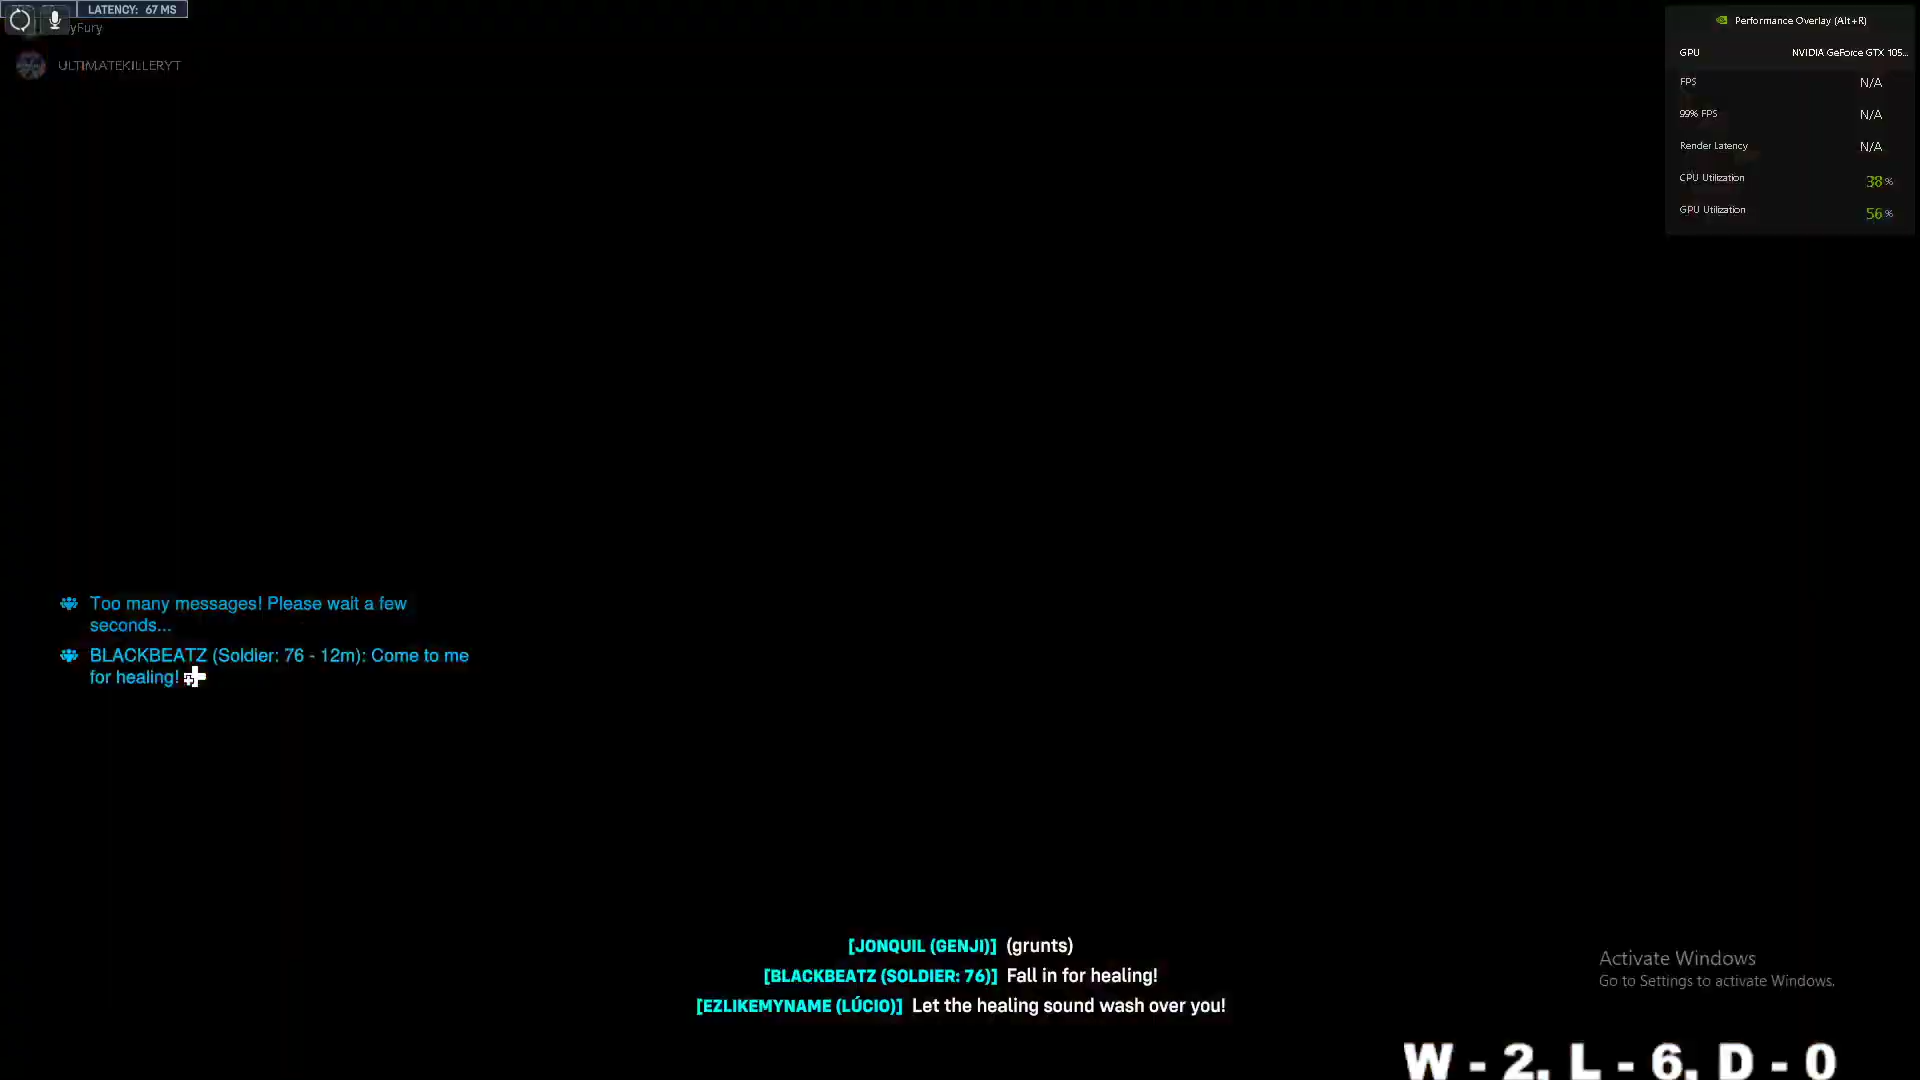 LATENCY: 67 MS
yFury
ULTIMATEKILLERYT
Performance Overlay (Alt+R)
GPU NVIDIA GeForce GTX 105...
FPS N/A
99% FPS N/A
Render Latency N/A
CPU Utilization 38 %
GPU Utilization 56 %
Too many messages! Please wait a few
seconds...
BLACKBEATZ (Soldier: 76 - 12m): Come to me
for healing!
[JONQUIL (GENJI)] (grunts)
[BLACKBEATZ (SOLDIER: 76)] Fall in for healing!
[EZLIKEMYNAME (LÚCIO)] Let the healing sound wash over you!
Activate Windows
Go to Settings to activate Windows.
W - 2, L - 6, D - 0